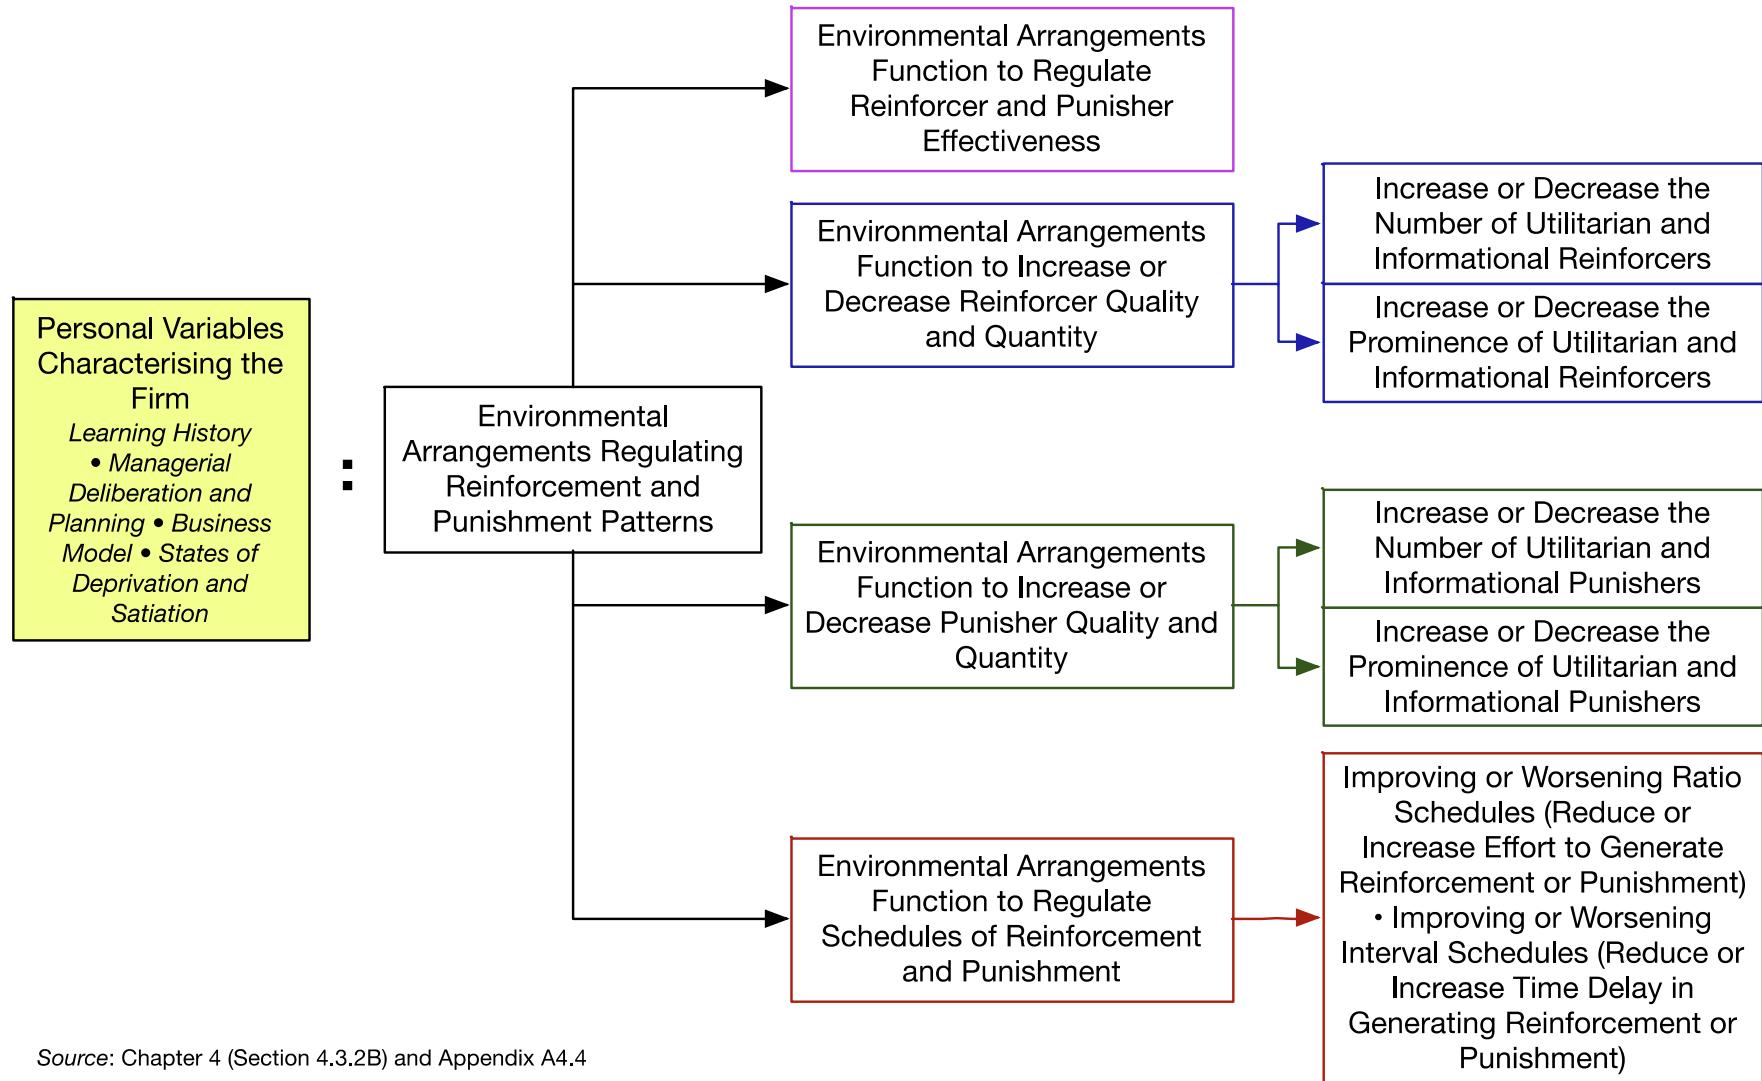 Personal Variables
Characterising the
Firm
Learning History
• Managerial
Deliberation and
Planning • Business
Model • States of
Deprivation and
Satiation
:
Environmental
Arrangements Regulating
Reinforcement and
Punishment Patterns
Environmental Arrangements
Function to Regulate
Reinforcer and Punisher
Effectiveness
Environmental Arrangements
Function to Increase or
Decrease Reinforcer Quality
and Quantity
Increase or Decrease the
Number of Utilitarian and
Informational Reinforcers
Increase or Decrease the
Prominence of Utilitarian and
Informational Reinforcers
Environmental Arrangements
Function to Increase or
Decrease Punisher Quality and
Quantity
Increase or Decrease the
Number of Utilitarian and
Informational Punishers
Increase or Decrease the
Prominence of Utilitarian and
Informational Punishers
Environmental Arrangements
Function to Regulate
Schedules of Reinforcement
and Punishment
Improving or Worsening Ratio
Schedules (Reduce or
Increase Effort to Generate
Reinforcement or Punishment)
• Improving or Worsening
Interval Schedules (Reduce or
Increase Time Delay in
Generating Reinforcement or
Punishment)
Source: Chapter 4 (Section 4.3.2B) and Appendix A4.4